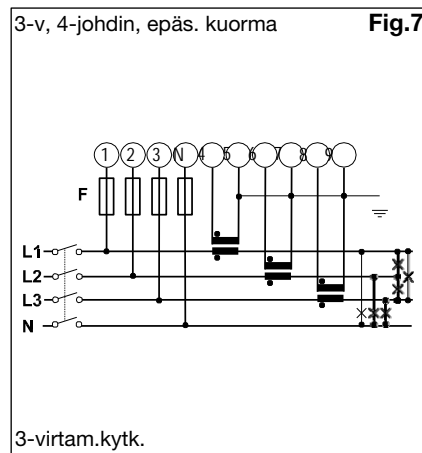 3-v, 4-johdin, epäs. kuorma Fig.7
1 2 3 N 4 5 6 7 8 9
F
L1
L2
L3
N
3-virtam.kytk.